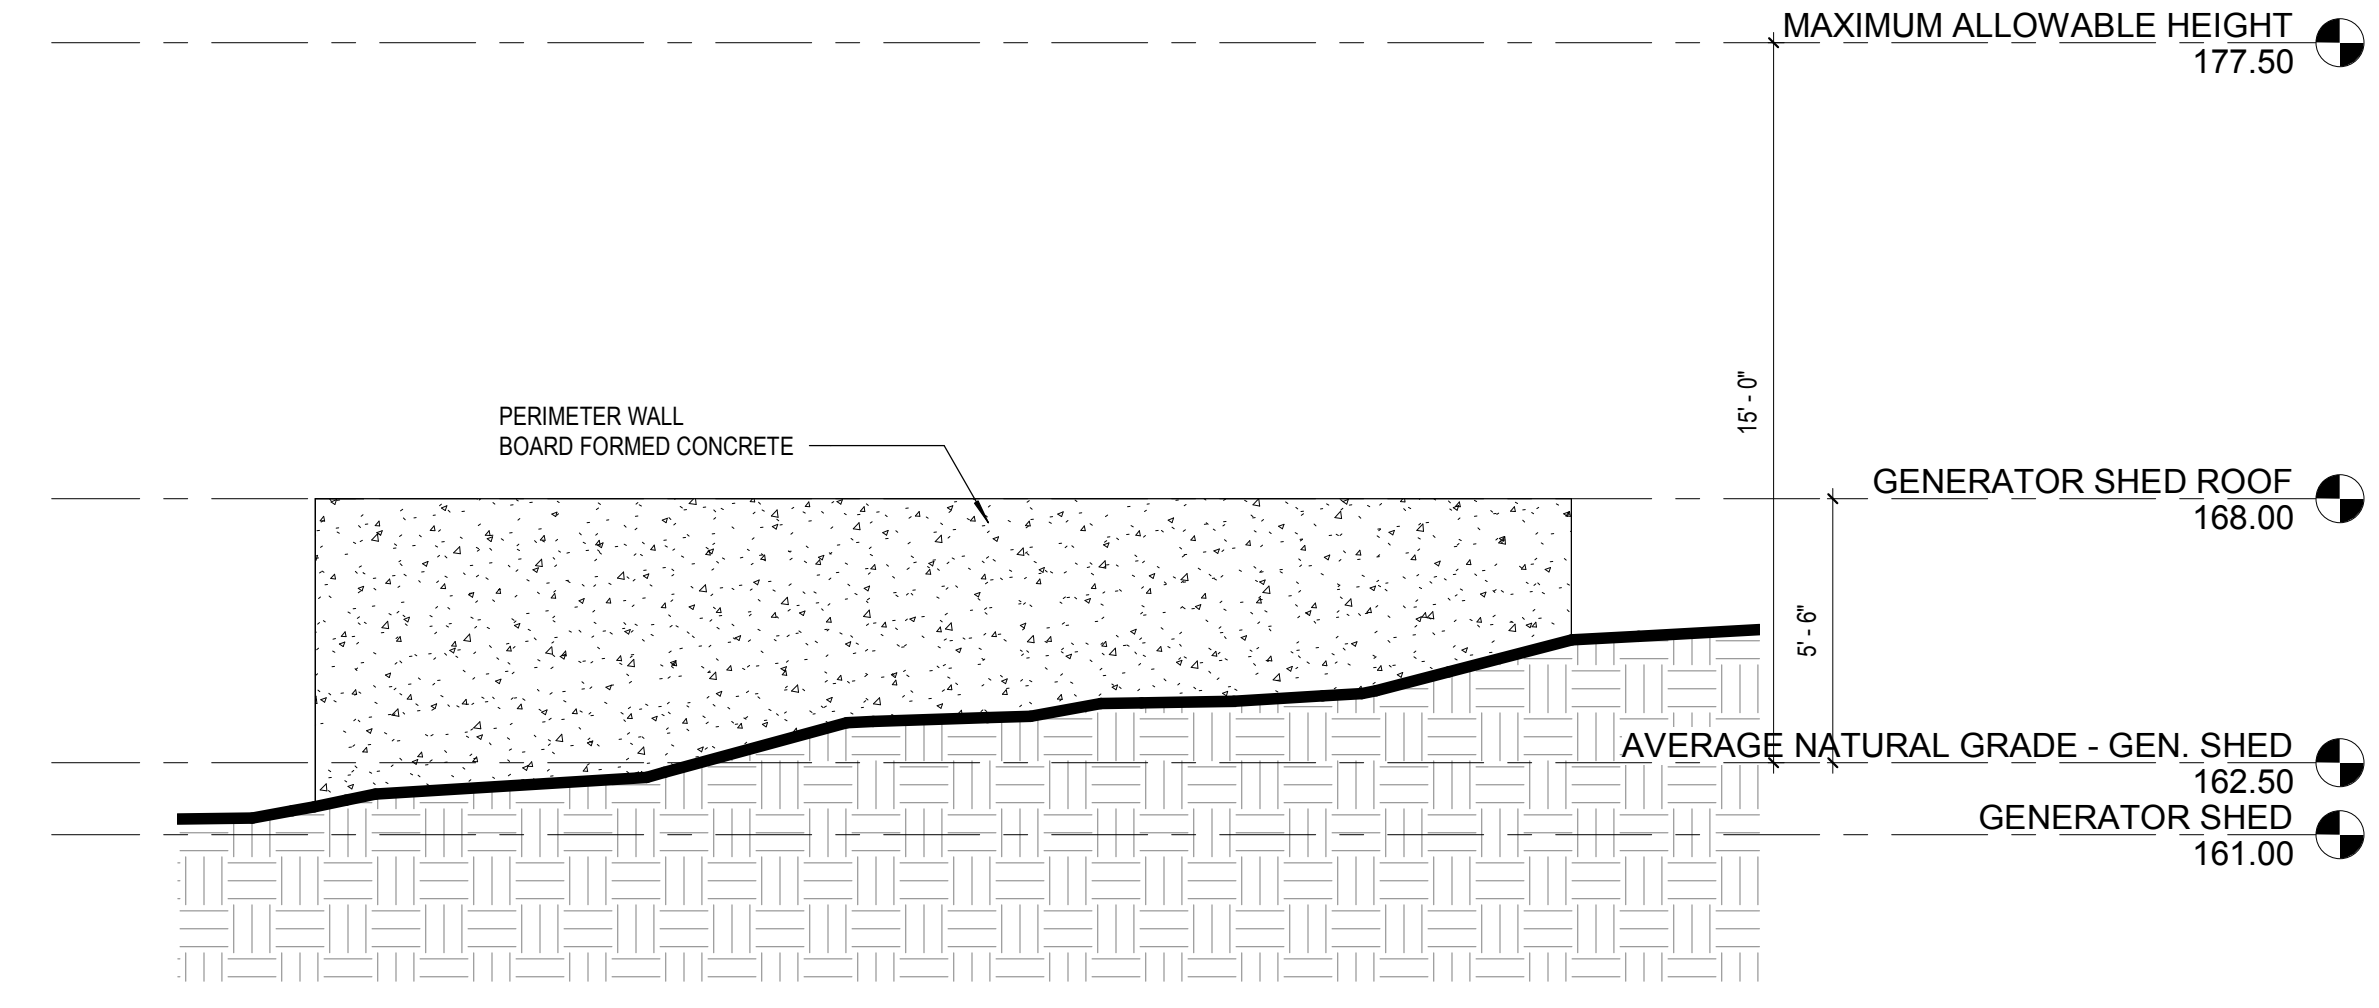 MAXIMUM ALLOWABLE HEIGHT
177.50
15' - 0"
PERIMETER WALL
BOARD FORMED CONCRETE
GENERATOR SHED ROOF
168.00
5' - 6"
AVERAGE NATURAL GRADE - GEN. SHED
162.50
GENERATOR SHED
161.00